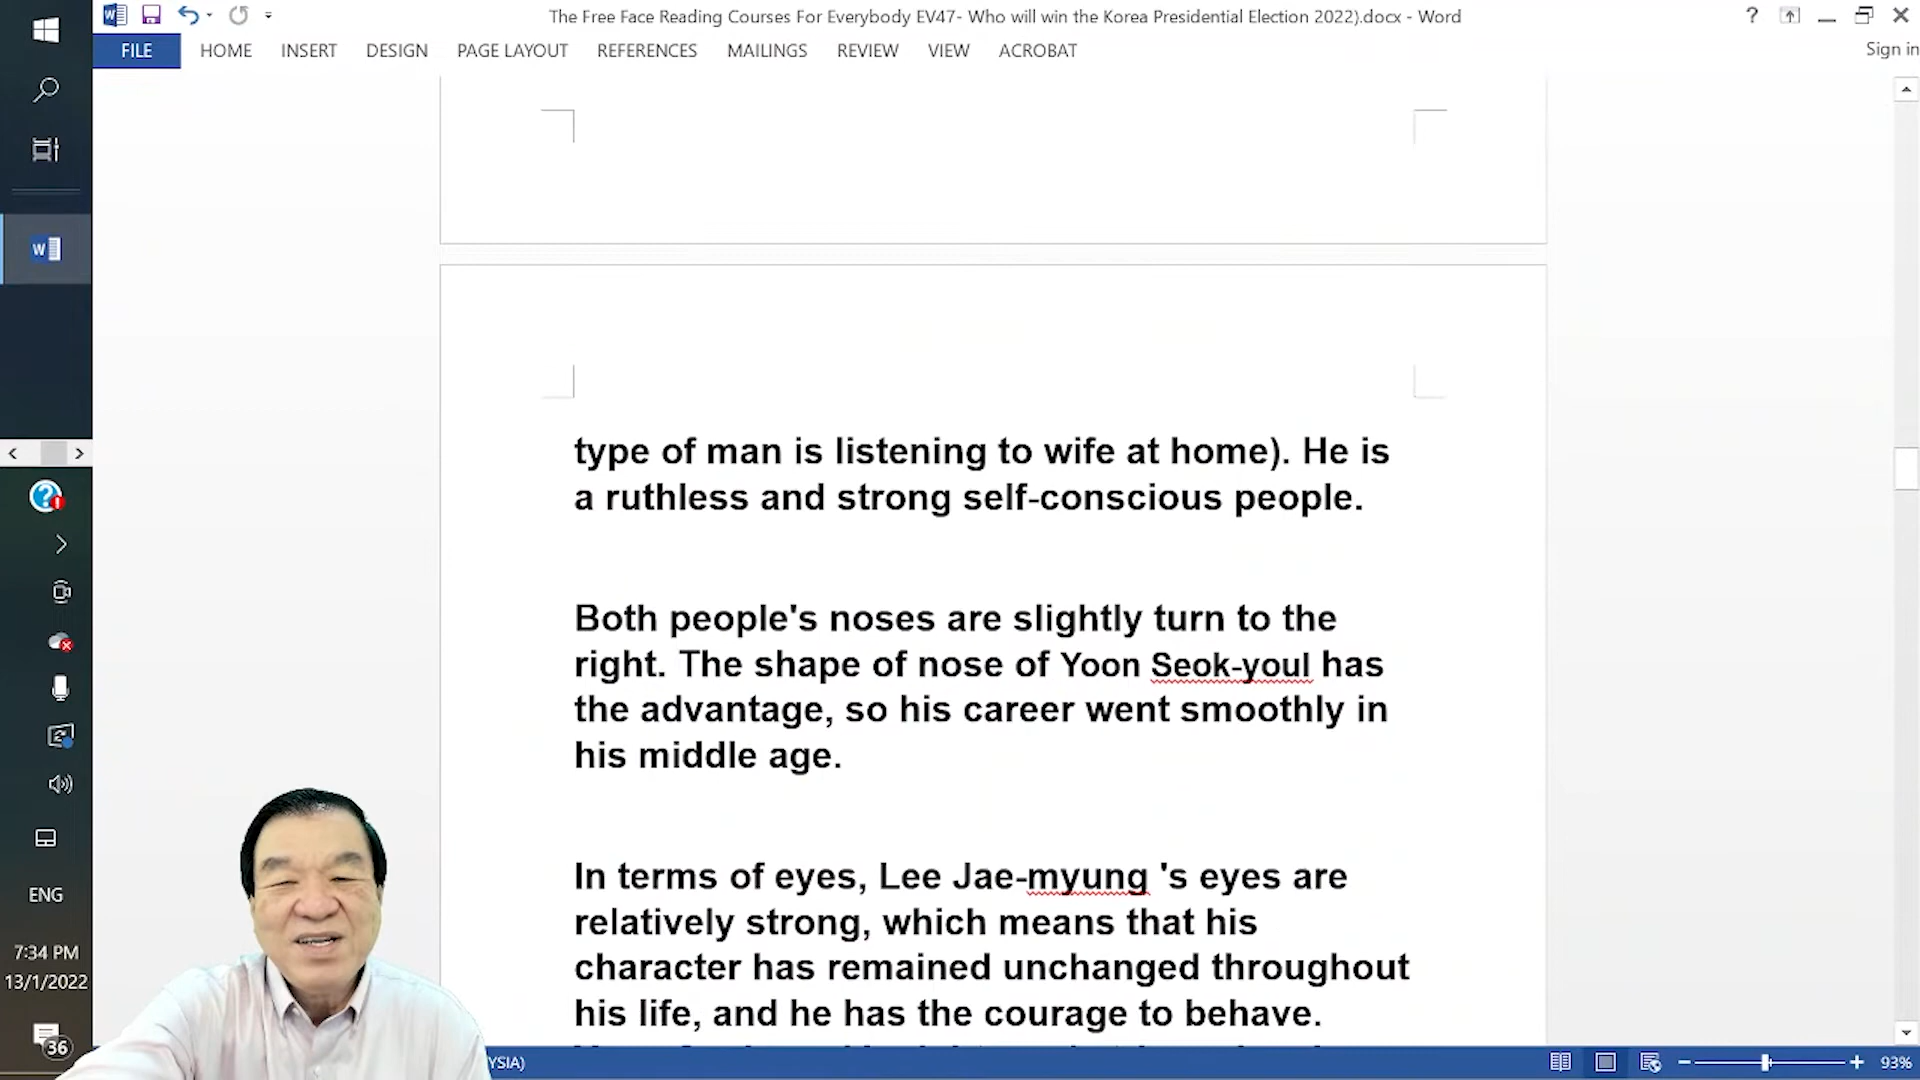 The Free Face Reading Courses For Everybody EV47- Who will win the Korea Presidential Election 2022).docx - Word
FILE HOME INSERT DESIGN PAGE LAYOUT REFERENCES MAILINGS REVIEW VIEW ACROBAT
Sign in
type of man is listening to wife at home). He is
a ruthless and strong self-conscious people.
Both people's noses are slightly turn to the
right. The shape of nose of Yoon Seok-youl has
the advantage, so his career went smoothly in
his middle age.
In terms of eyes, Lee Jae-myung 's eyes are
relatively strong, which means that his
character has remained unchanged throughout
his life, and he has the courage to behave.
ENG
7:34 PM
13/1/2022
36
YSIA)
93%